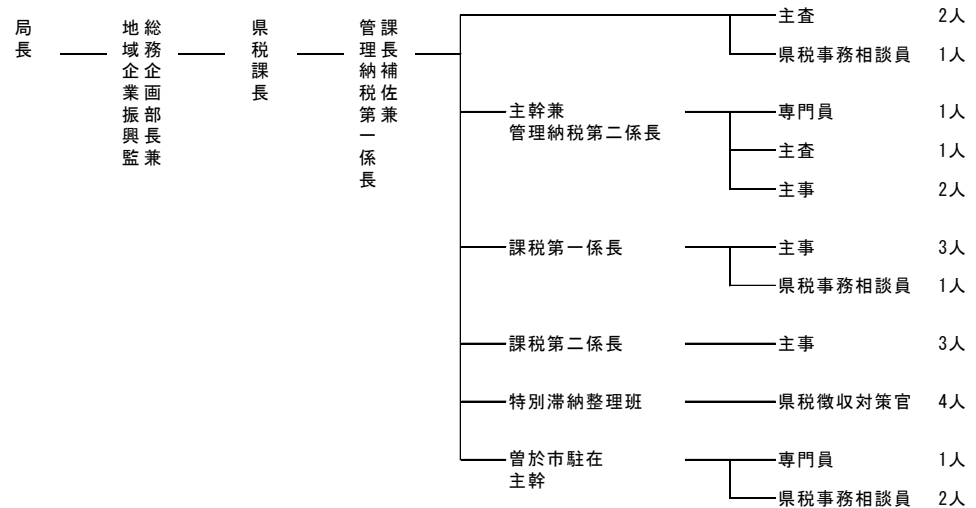 局長
総務企画部長兼
地域企業振興監
県税課長
課長補佐兼
管理納税第一係長
主査 2人
県税事務相談員 1人
主幹兼
管理納税第二係長
専門員 1人
主査 1人
主事 2人
課税第一係長
主事 3人
県税事務相談員 1人
課税第二係長
主事 3人
特別滞納整理班
県税徴収対策官 4人
曽於市駐在
主幹
専門員 1人
県税事務相談員 2人